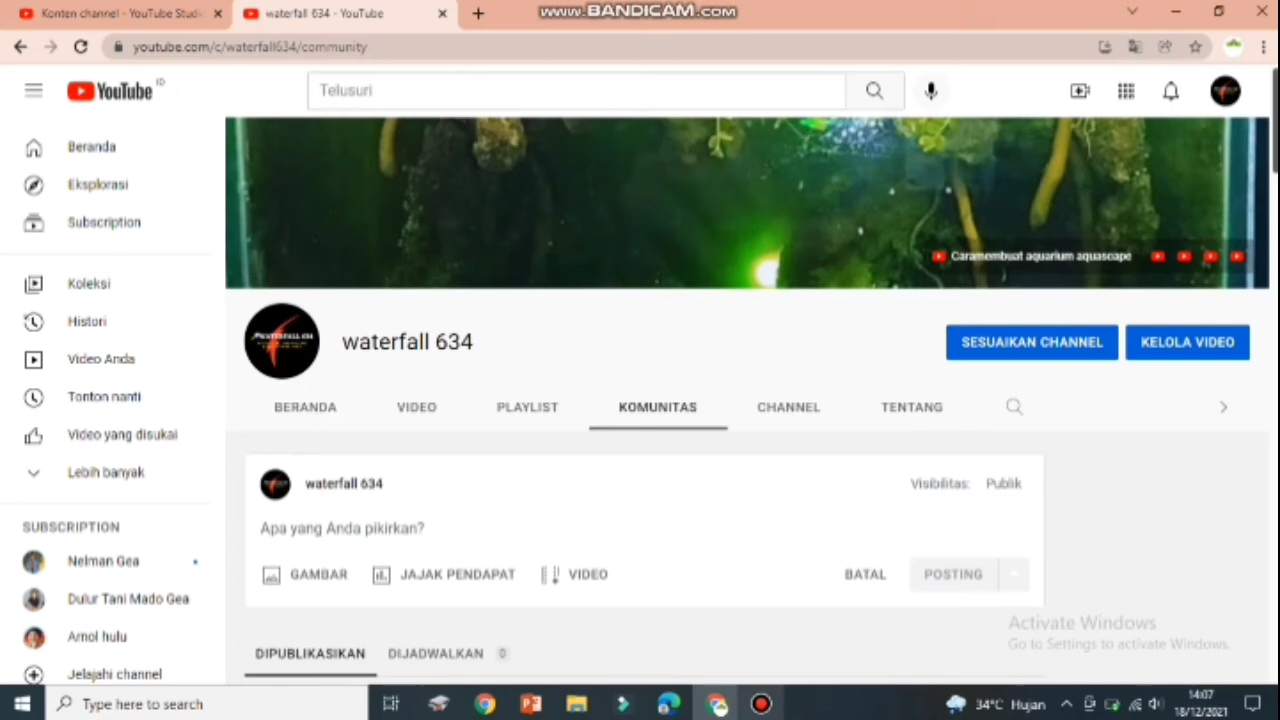 Konten channel - YouTube Studi
waterfall 634 - YouTube
www.BANDICAM.com
youtube.com/c/waterfall634/community
YouTube ID
Telusuri
Beranda
Eksplorasi
Subscription
Koleksi
Histori
Video Anda
Tonton nanti
Video yang disukai
Lebih banyak
SUBSCRIPTION
Nelman Gea
Dulur Tani Mado Gea
Arnol hulu
Jelajahi channel
Caramembuat aquarium aquascape
WATERFALL 634
waterfall 634
SESUAIKAN CHANNEL
KELOLA VIDEO
BERANDA
VIDEO
PLAYLIST
KOMUNITAS
CHANNEL
TENTANG
waterfall 634
Visibilitas: Publik
Apa yang Anda pikirkan?
GAMBAR
JAJAK PENDAPAT
VIDEO
BATAL
POSTING
DIPUBLIKASIKAN
DIJADWALKAN 0
Activate Windows
Go to Settings to activate Windows.
Type here to search
34°C Hujan
14:07
18/12/2021